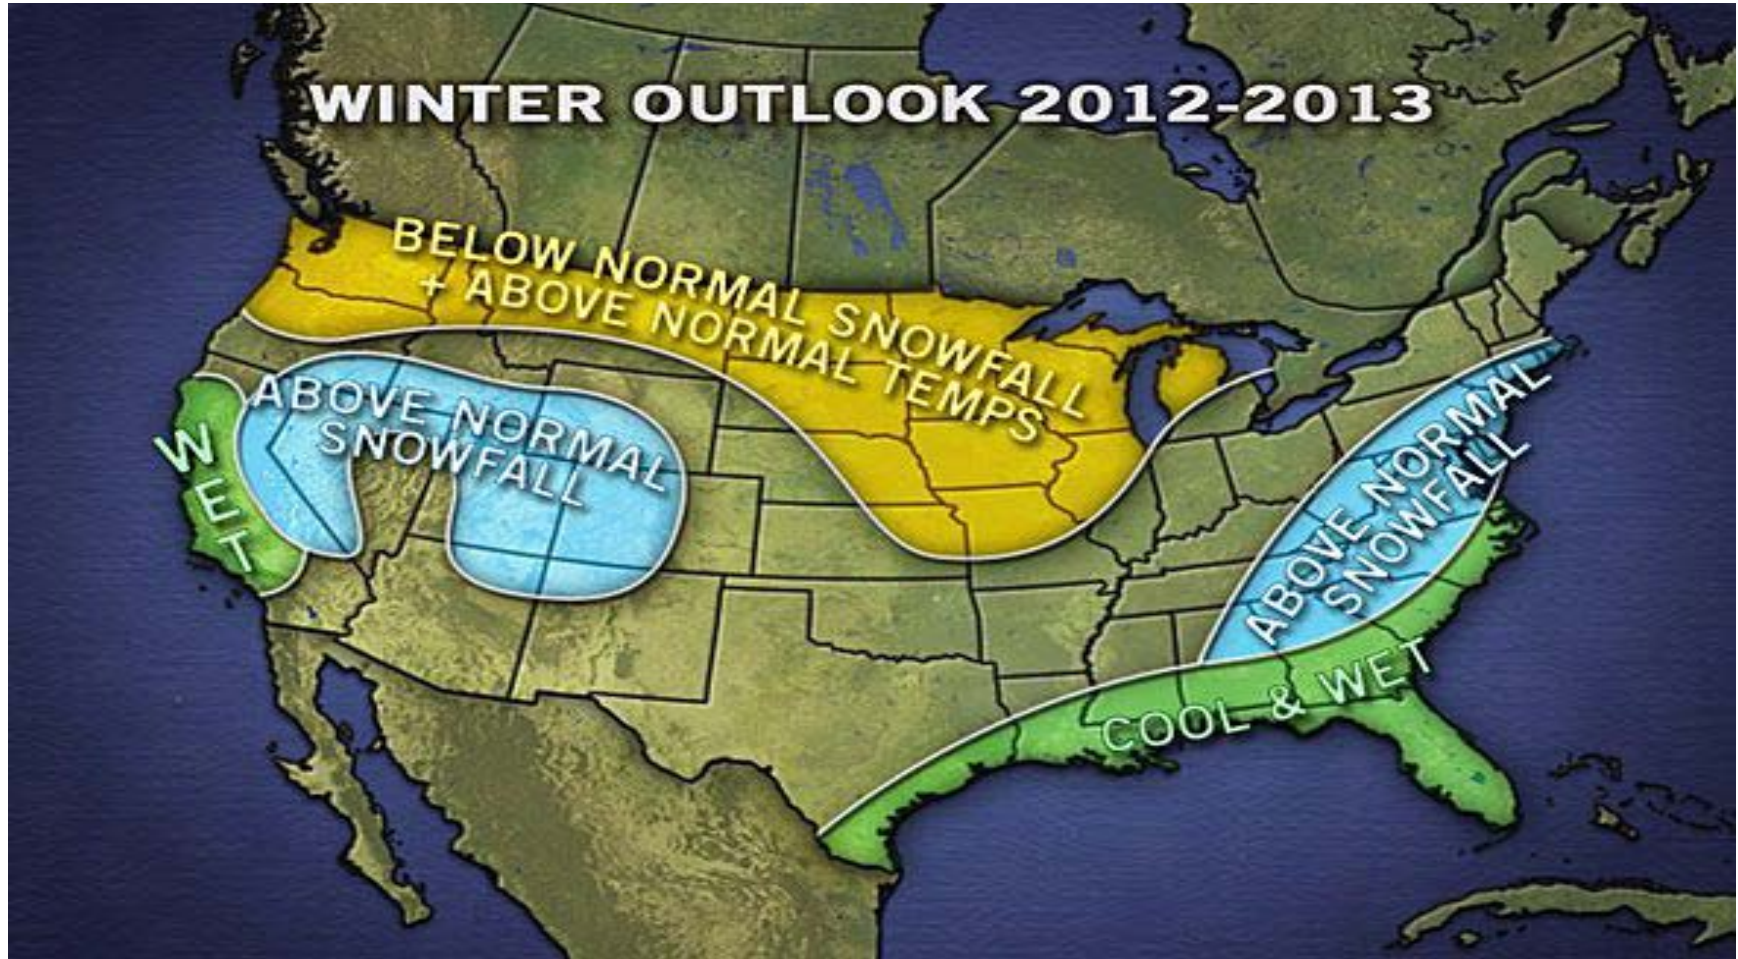 WINTER OUTLOOK 2012-2013
BELOW NORMAL SNOWFALL
+ ABOVE NORMAL TEMPS
ABOVE NORMAL
SNOWFALL
WET
ABOVE NORMAL
SNOWFALL
COOL & WET